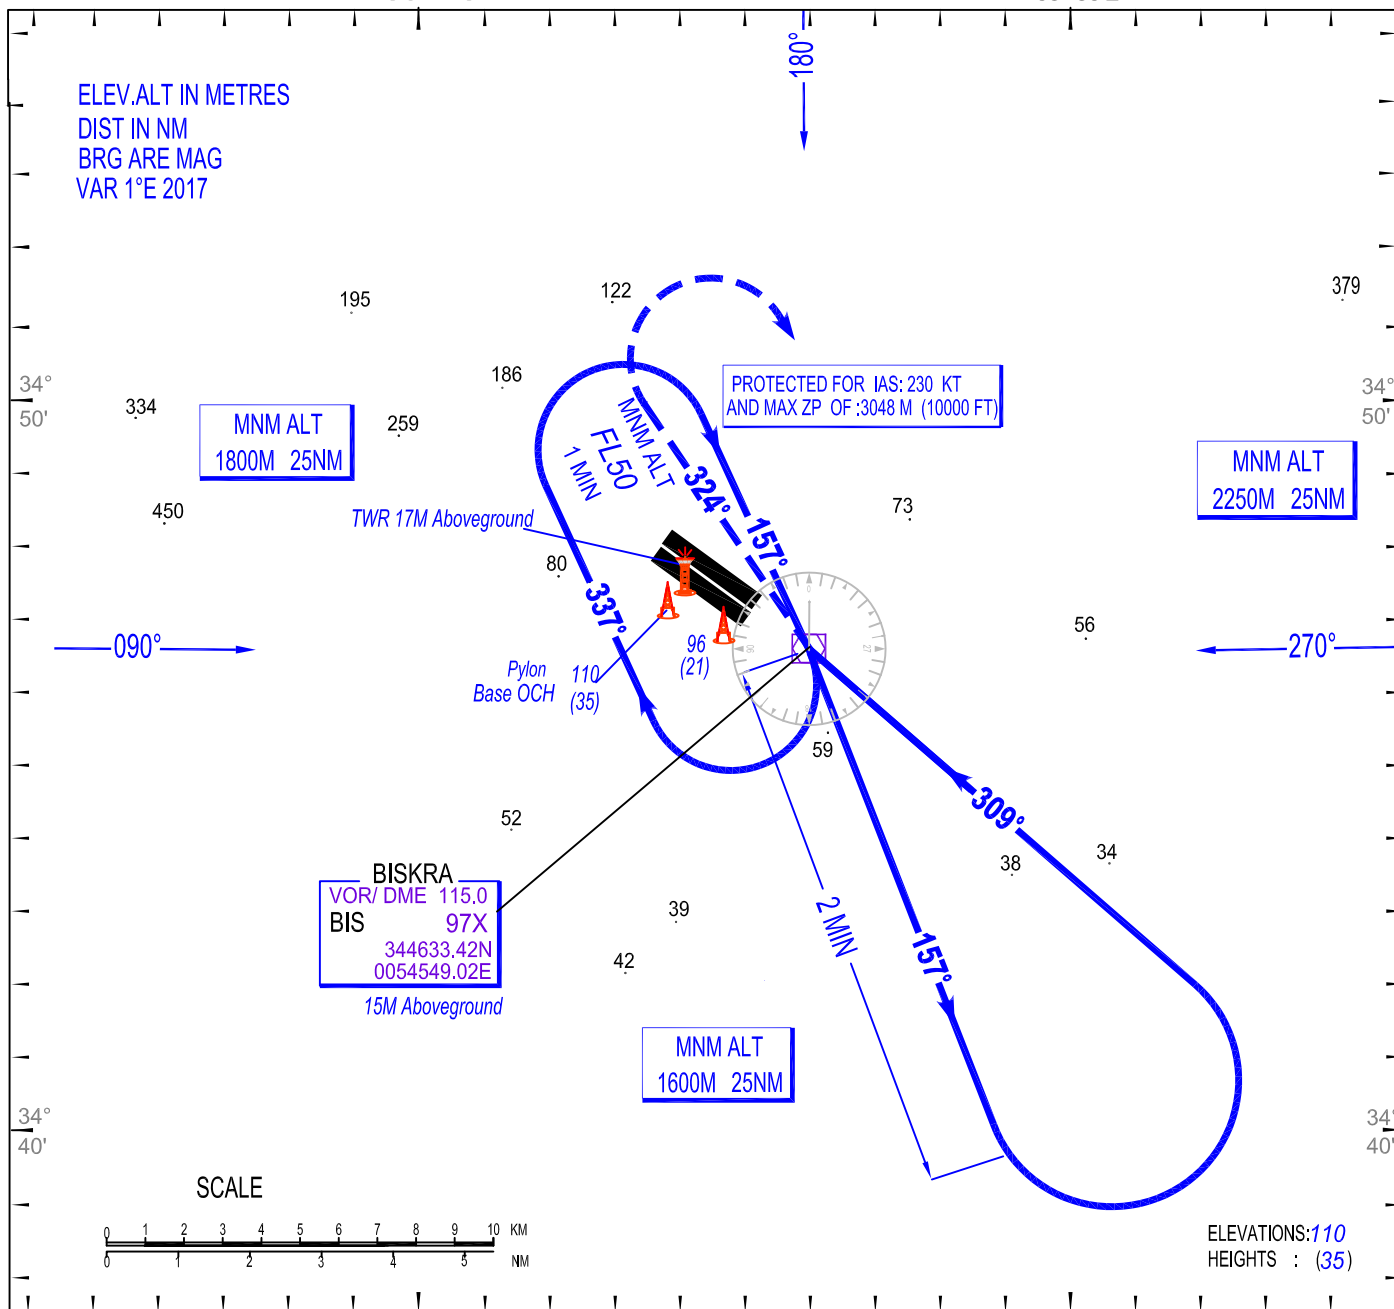 180°
ELEV.ALT IN METRES
DIST IN NM
BRG ARE MAG
VAR 1°E 2017
195
122
379
186
34°
50'
34°
50'
334
259
MNM ALT
1800M 25NM
PROTECTED FOR IAS: 230 KT
AND MAX ZP OF :3048 M (10000 FT)
MNM ALT
FL50
1 MIN
324°
157°
MNM ALT
2250M 25NM
450
73
TWR 17M Aboveground
80
337°
0
90
27
56
090°
270°
96
(21)
Pylon
Base OCH
110
(35)
59
309°
52
38
34
BISKRA
VOR/ DME 115.0
BIS 97X
344633.42N
0054549.02E
15M Aboveground
39
42
2 MIN
157°
MNM ALT
1600M 25NM
34°
40'
34°
40'
SCALE
0 1 2 3 4 5 6 7 8 9 10 KM
0 1 2 3 4 5 NM
ELEVATIONS:110
HEIGHTS : (35)